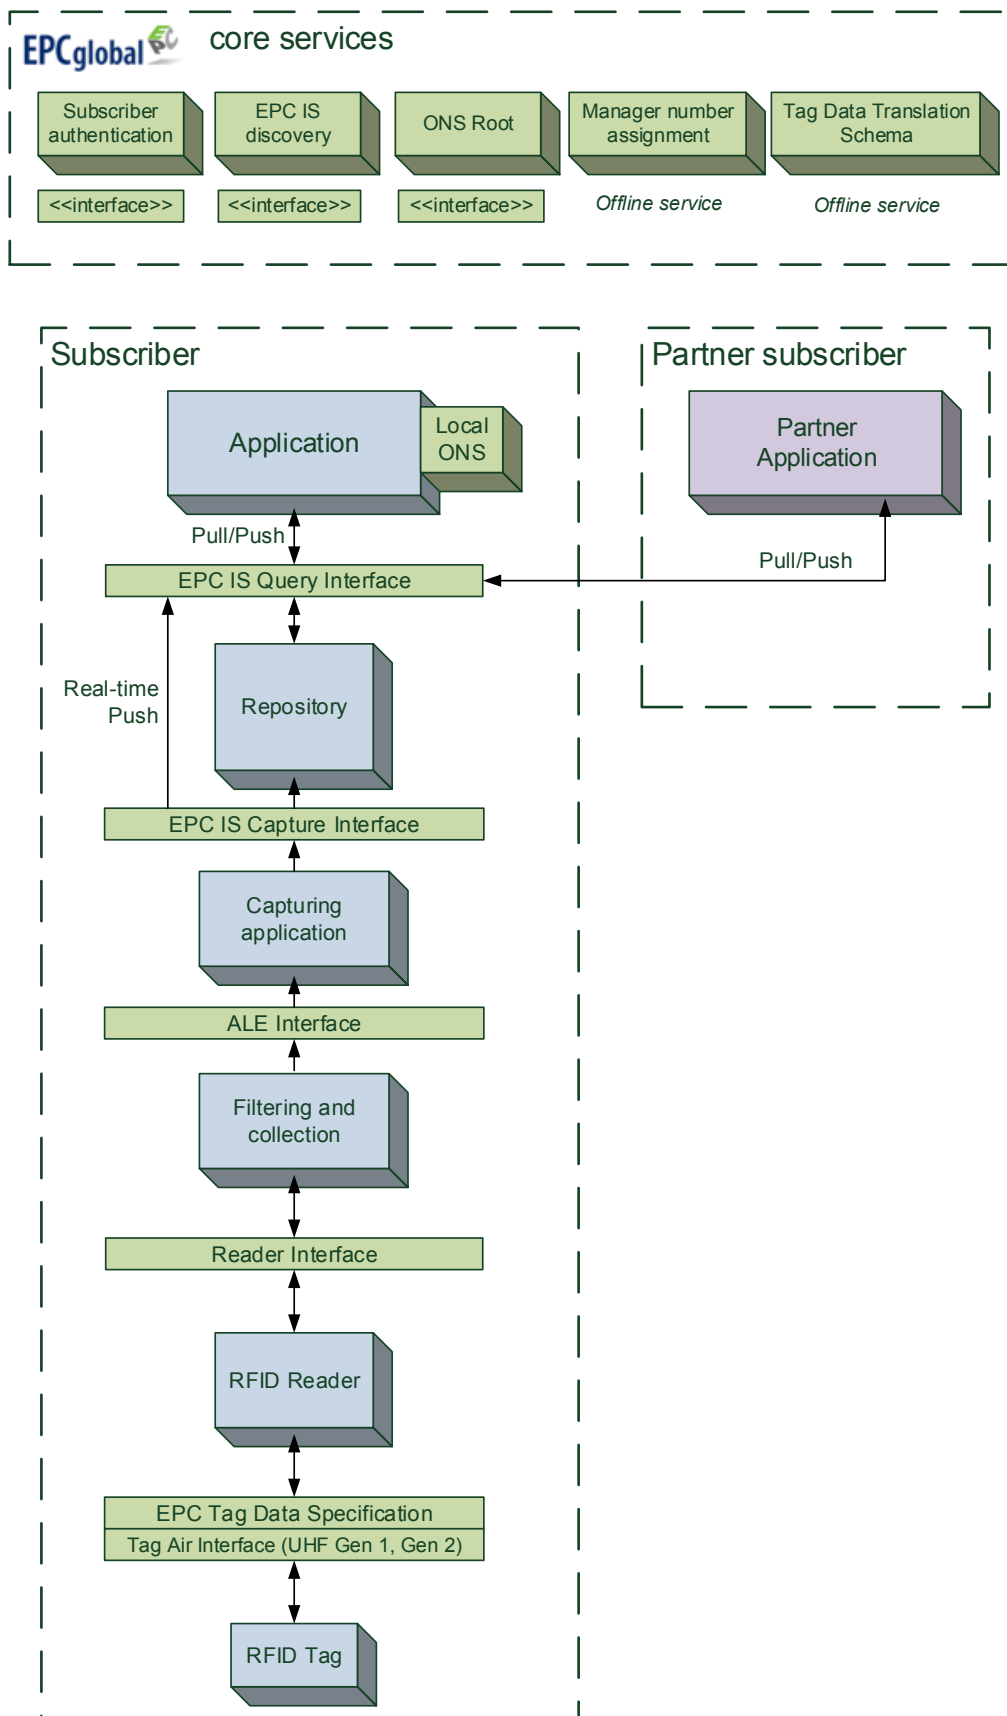 EPCglobal EPC core services
Subscriber
authentication
EPC IS
discovery
ONS Root
Manager number
assignment
Tag Data Translation
Schema
<<interface>>
<<interface>>
<<interface>>
Offline service
Offline service
Subscriber
Partner subscriber
Application
Local
ONS
Partner
Application
Pull/Push
Pull/Push
EPC IS Query Interface
Real-time
Push
Repository
EPC IS Capture Interface
Capturing
application
ALE Interface
Filtering and
collection
Reader Interface
RFID Reader
EPC Tag Data Specification
Tag Air Interface (UHF Gen 1, Gen 2)
RFID Tag